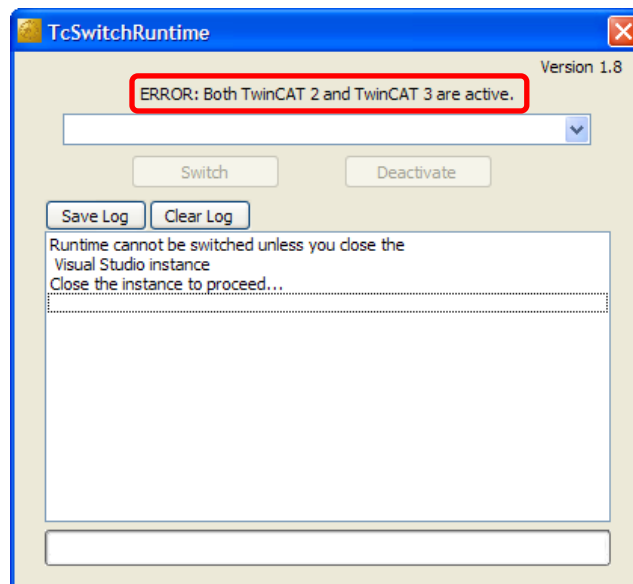 TcSwitchRuntime
Version 1.8
ERROR: Both TwinCAT 2 and TwinCAT 3 are active.
Switch Deactivate
Save Log Clear Log
Runtime cannot be switched unless you close the
Visual Studio instance
Close the instance to proceed...